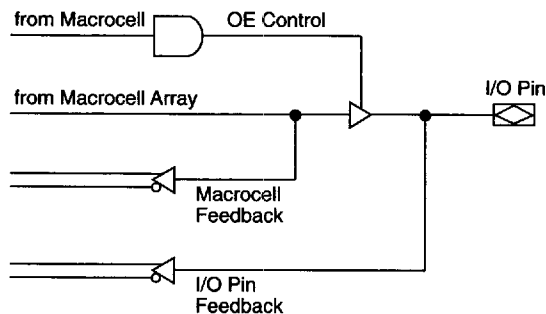 from Macrocell
OE Control
I/O Pin
from Macrocell Array
Macrocell
Feedback
I/O Pin
Feedback